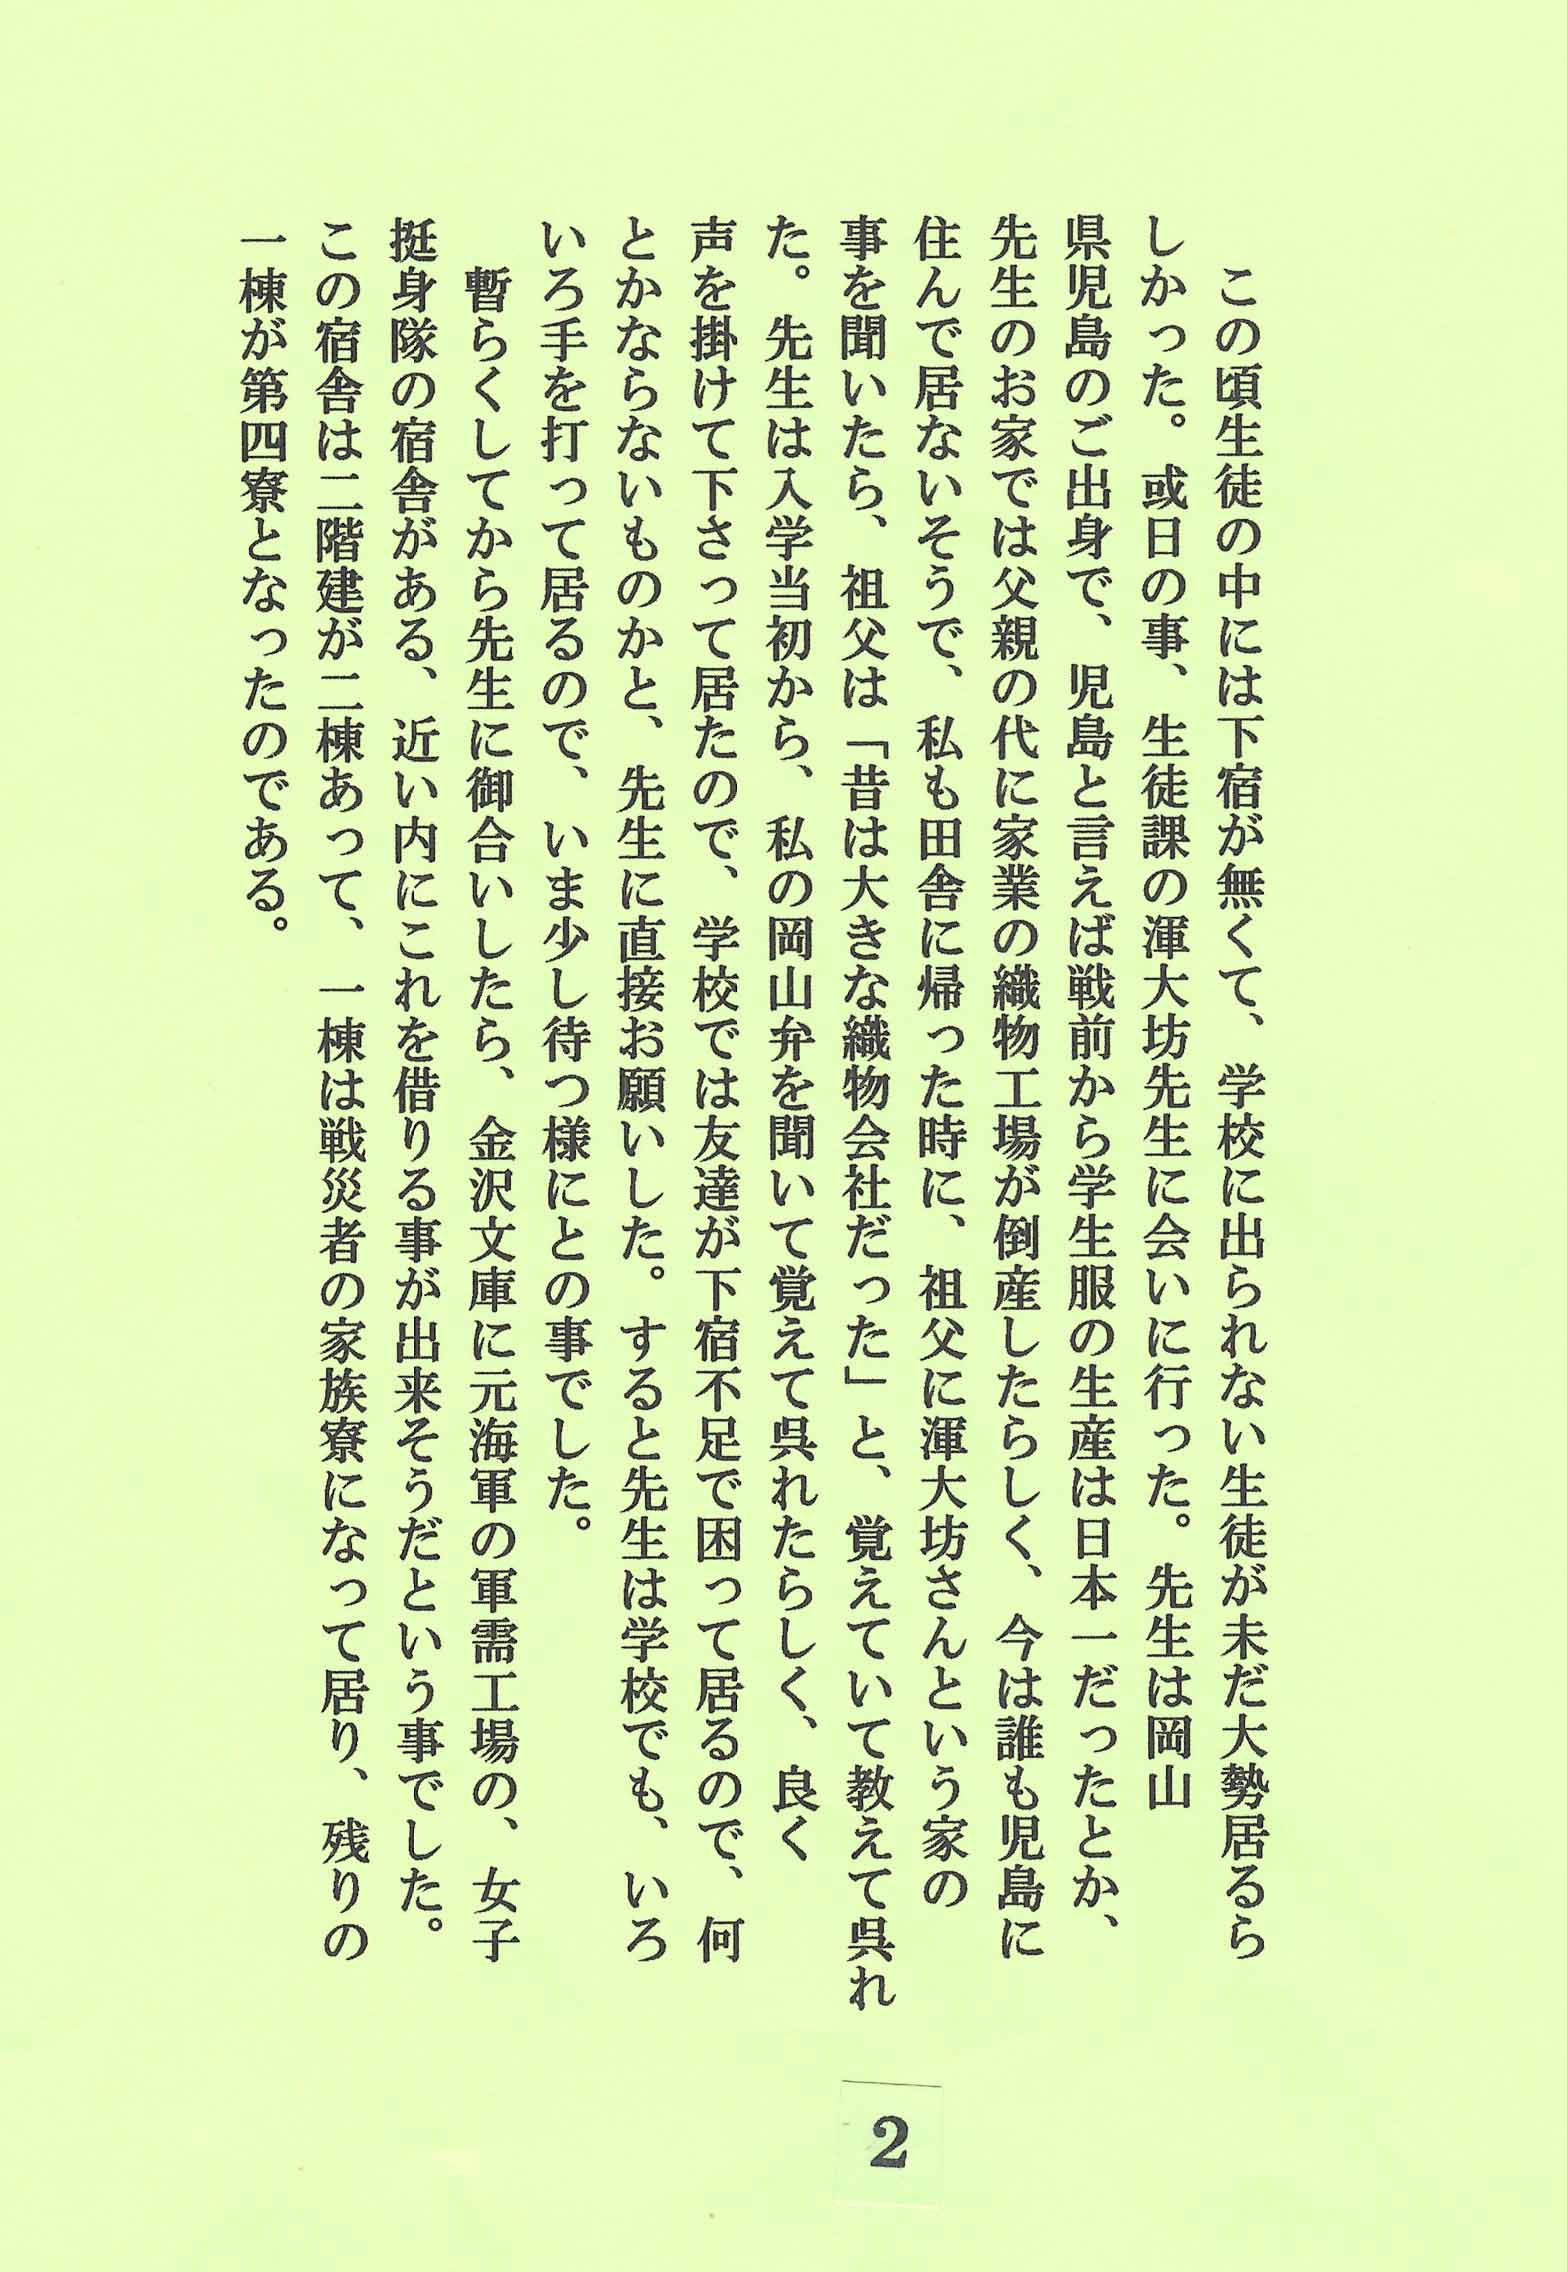 この頃生徒の中には下宿が無くて、学校に出られない生徒が未だ大勢居るら
しかった。或日の事、生徒課の渾大坊先生に会いに行った。先生は岡山
県児島のご出身で、児島と言えば戦前から学生服の生産は日本一だったとか、
先生のお家では父親の代に家業の織物工場が倒産したらしく、今は誰も児島に
住んで居ないそうで、私も田舎に帰った時に、祖父に渾大坊さんという家の
事を聞いたら、祖父は「昔は大きな織物会社だった」と、覚えていて教えて呉れ
た。先生は入学当初から、私の岡山弁を聞いて覚えて呉れたらしく、良く
声を掛けて下さって居たので、学校では友達が下宿不足で困って居るので、何
とかならないものかと、先生に直接お願いした。すると先生は学校でも、いろ
いろ手を打って居るので、いま少し待つ様にとの事でした。
暫らくしてから先生に御合いしたら、金沢文庫に元海軍の軍需工場の、女子
挺身隊の宿舎がある、近い内にこれを借りる事が出来そうだという事でした。
この宿舎は二階建が二棟あって、一棟は戦災者の家族寮になって居り、残りの
一棟が第四寮となったのである。
2